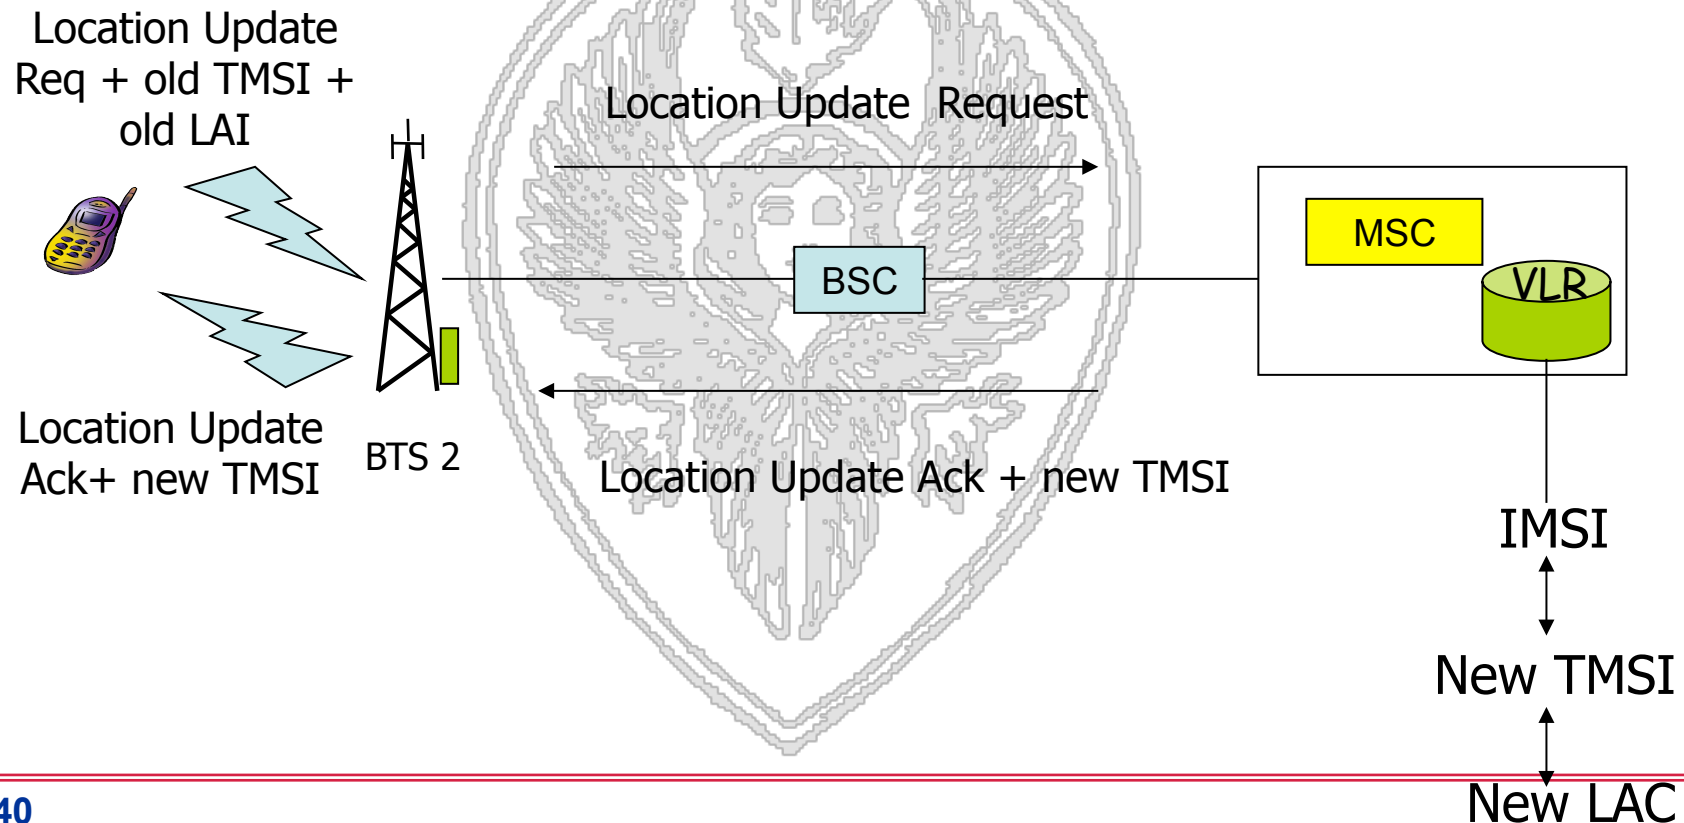 Location Update
Req + old TMSI +
old LAI
Location Update Request
MSC
VLR
BSC
Location Update
Ack+ new TMSI
BTS 2
Location Update Ack + new TMSI
IMSI
New TMSI
New LAC
40